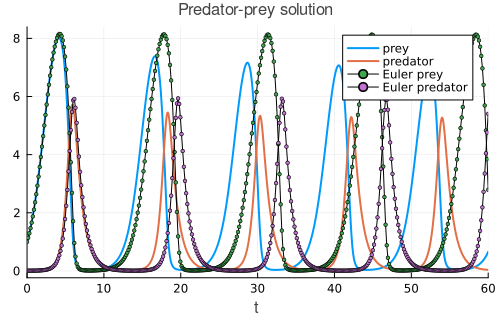 Predator-prey solution
prey
predator
Euler prey
Euler predator
8
6
4
2
0
0 10 20 30 40 50 60
t